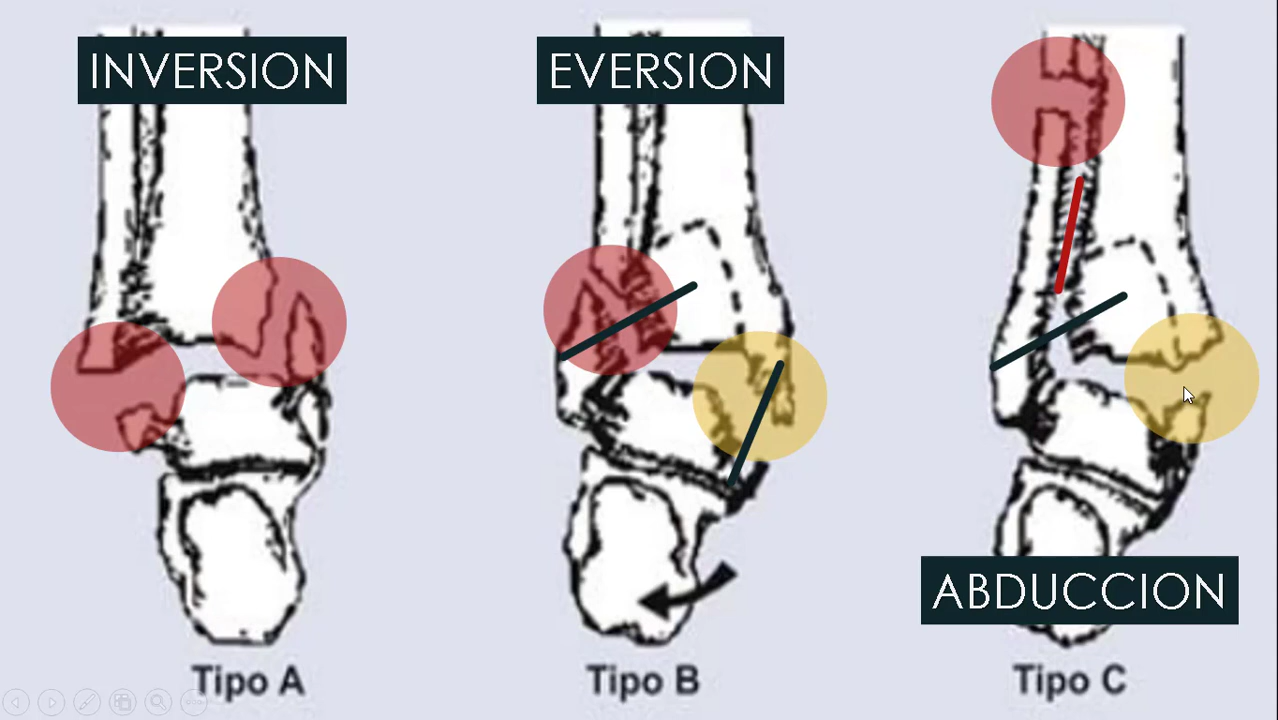 INVERSION
EVERSION
ABDUCCION
Tipo A
Tipo B
Tipo C